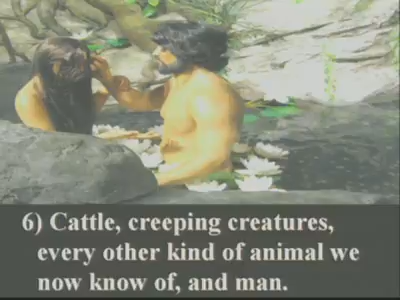 6) Cattle, creeping creatures,
every other kind of animal we
now know of, and man.